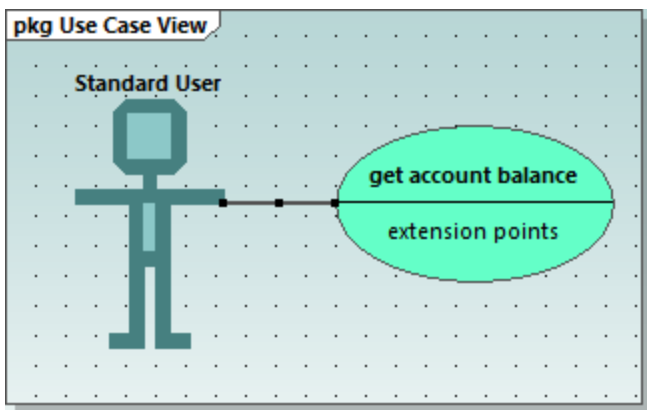 pkg Use Case View
Standard User
get account balance
extension points